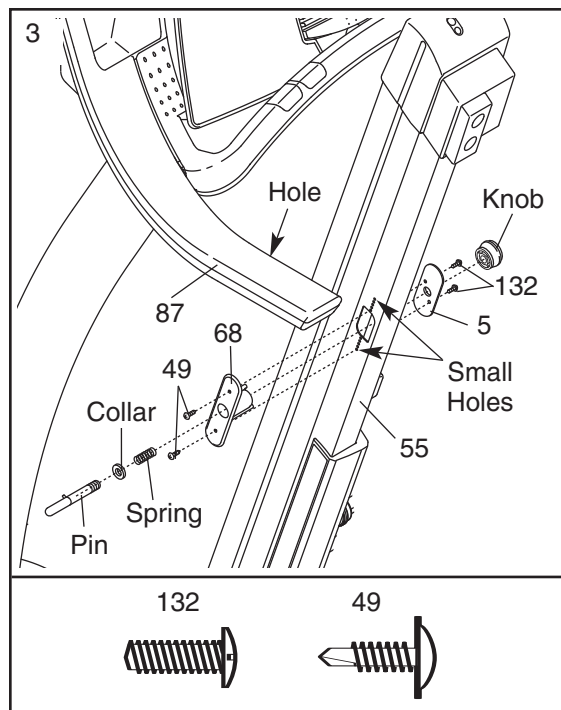 3
Hole
Knob
132
5
87
68
49
Small
Holes
Collar
55
Spring
Pin
132
49